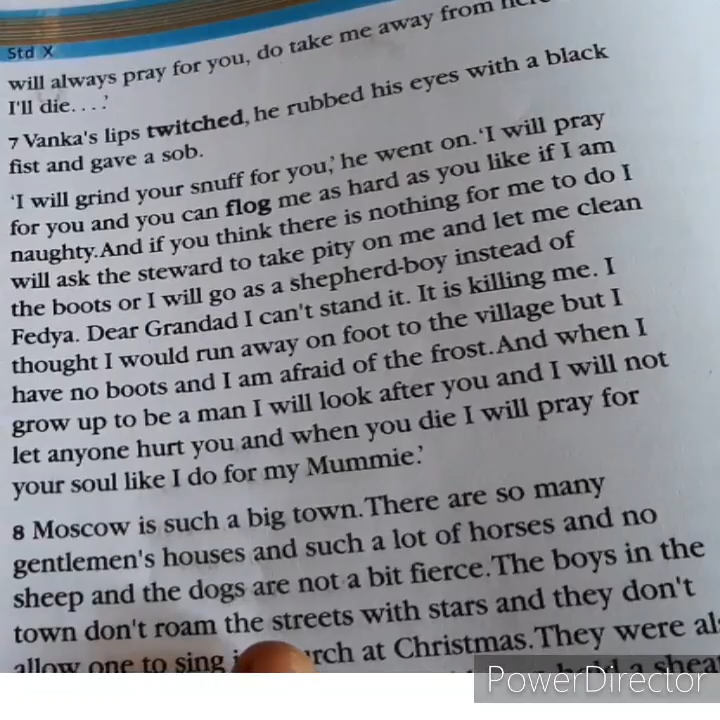 Std X
will always pray for you, do take me away from
I'll die. . . .'
7 Vanka's lips twitched, he rubbed his eyes with a black
fist and gave a sob.
'I will grind your snuff for you,' he went on. 'I will pray
for you and you can flog me as hard as you like if I am
naughty. And if you think there is nothing for me to do I
will ask the steward to take pity on me and let me clean
the boots or I will go as a shepherd-boy instead of
Fedya. Dear Grandad I can't stand it. It is killing me. I
thought I would run away on foot to the village but I
have no boots and I am afraid of the frost. And when I
grow up to be a man I will look after you and I will not
let anyone hurt you and when you die I will pray for
your soul like I do for my Mummie.'
8 Moscow is such a big town. There are so many
gentlemen's houses and such a lot of horses and no
sheep and the dogs are not a bit fierce. The boys in the
town don't roam the streets with stars and they don't
allow one to sing at Christmas. They were
PowerDirector